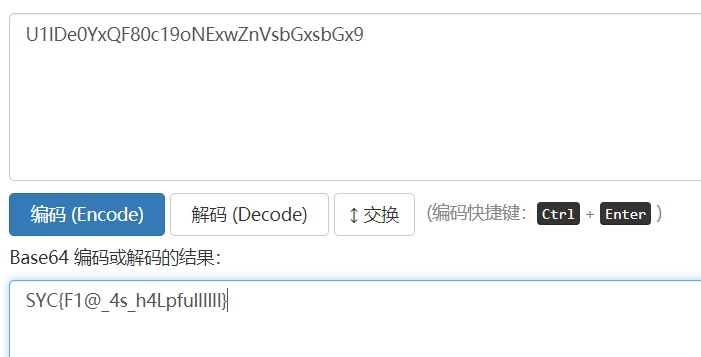 U1lDe0YxQF80c19oNExwZnVsbGxsbGx9
编码 (Encode) 解码 (Decode) ↕ 交换 (编码快捷键： Ctrl + Enter )
Base64 编码或解码的结果：
SYC{F1@_4s_h4Lpfullllll}